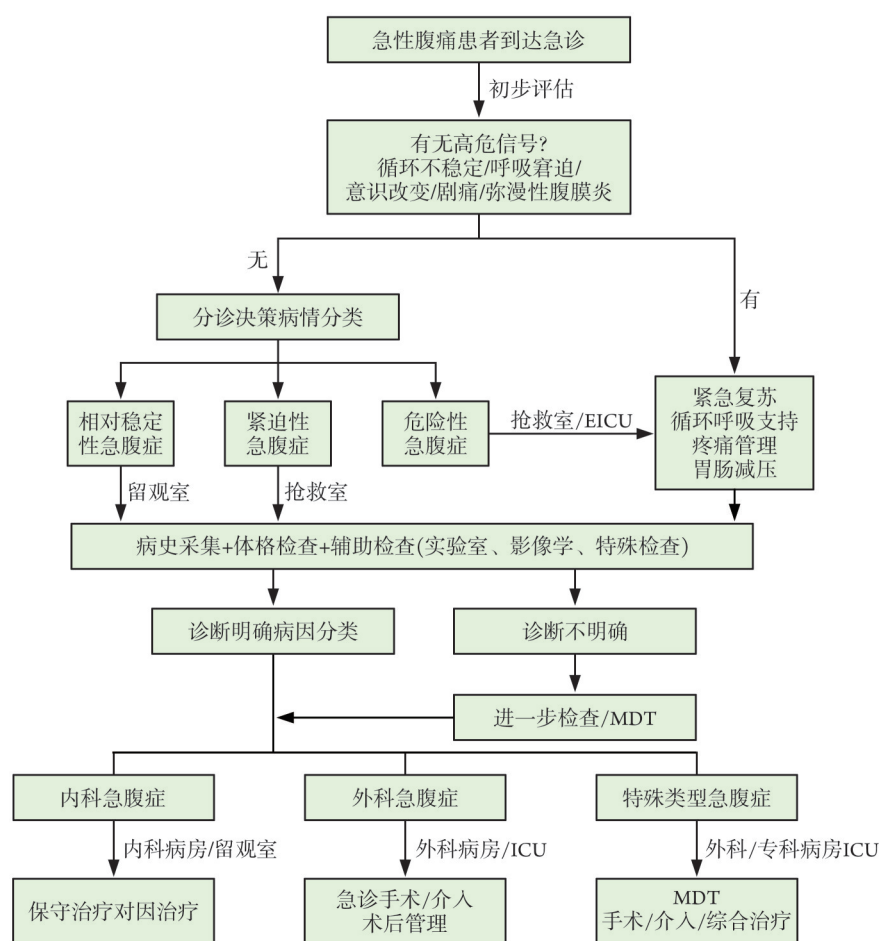 急性腹痛患者到达急诊
初步评估
有无高危信号?
循环不稳定/呼吸窘迫/
意识改变/剧痛/弥漫性腹膜炎
无
有
分诊决策病情分类
相对稳定
性急腹症
紧迫性
急腹症
危险性
急腹症
抢救室/EICU
紧急复苏
循环呼吸支持
疼痛管理
胃肠减压
留观室
抢救室
病史采集+体格检查+辅助检查(实验室、影像学、特殊检查)
诊断明确病因分类
诊断不明确
进一步检查/MDT
内科急腹症
外科急腹症
特殊类型急腹症
内科病房/留观室
外科病房/ICU
外科/专科病房ICU
保守治疗对因治疗
急诊手术/介入
术后管理
MDT
手术/介入/综合治疗